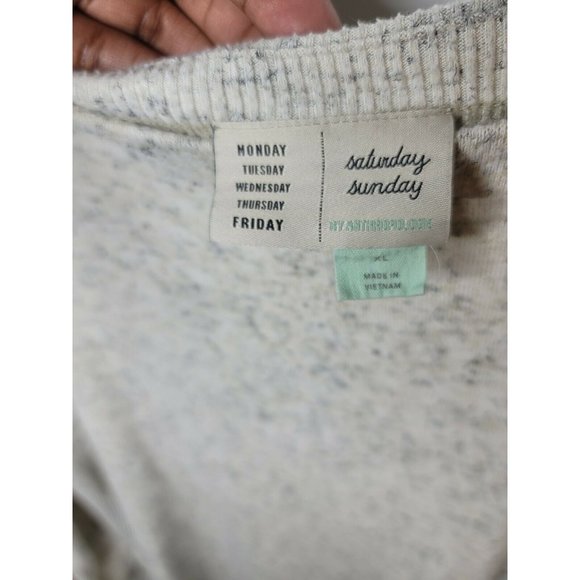 MONDAY
TUESDAY
WEDNESDAY
THURSDAY
FRIDAY
saturday
sunday
BY ANTHROPOLOGIE
XL
MADE IN
VIETNAM